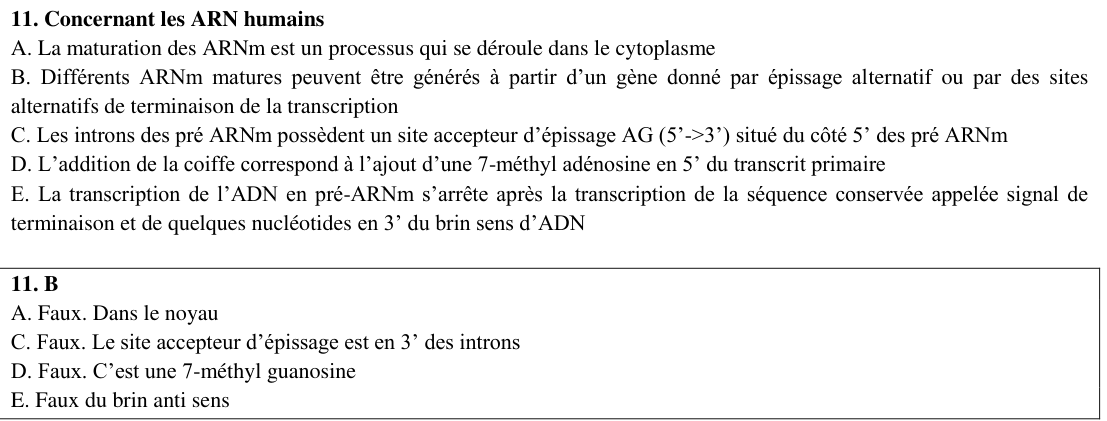 11. Concernant les ARN humains
A. La maturation des ARNm est un processus qui se déroule dans le cytoplasme
B. Différents ARNm matures peuvent être générés à partir d’un gène donné par épissage alternatif ou par des sites
alternatifs de terminaison de la transcription
C. Les introns des pré ARNm possèdent un site accepteur d’épissage AG (5’->3’) situé du côté 5’ des pré ARNm
D. L’addition de la coiffe correspond à l’ajout d’une 7-méthyl adénosine en 5’ du transcrit primaire
E. La transcription de l’ADN en pré-ARNm s’arrête après la transcription de la séquence conservée appelée signal de
terminaison et de quelques nucléotides en 3’ du brin sens d’ADN
11. B
A. Faux. Dans le noyau
C. Faux. Le site accepteur d’épissage est en 3’ des introns
D. Faux. C’est une 7-méthyl guanosine
E. Faux du brin anti sens